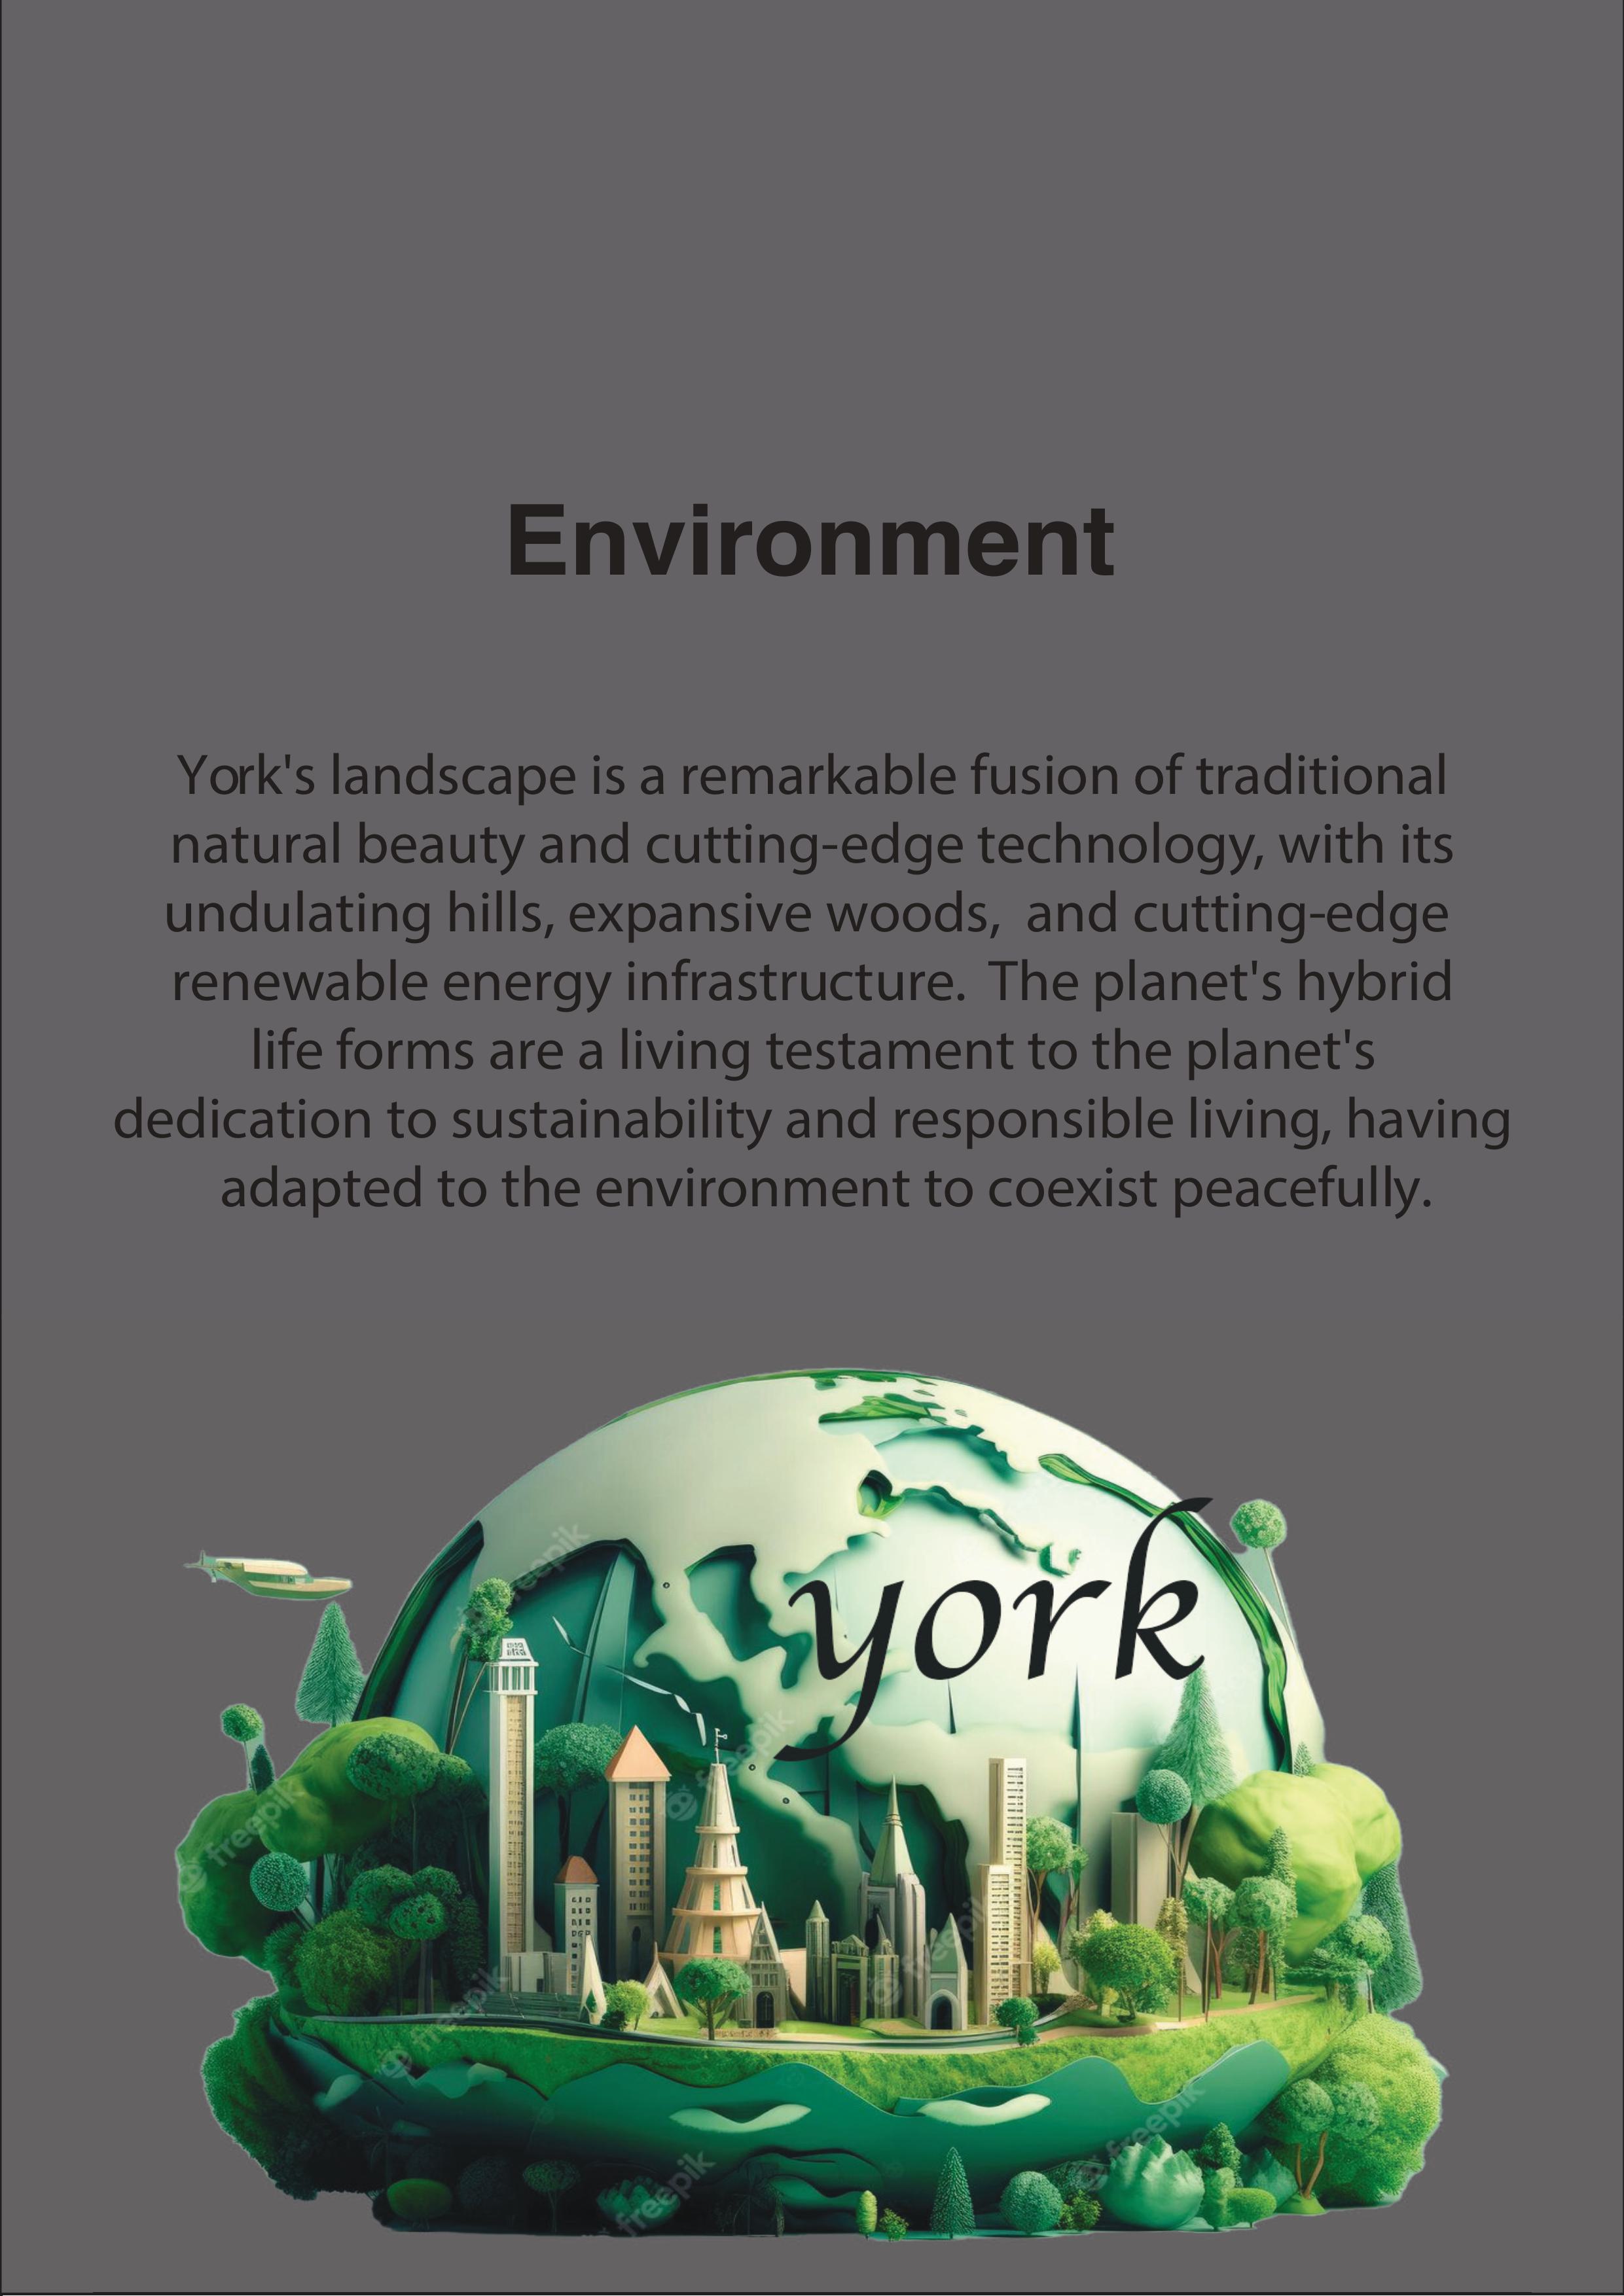 Environment
York's landscape is a remarkable fusion of traditional
natural beauty and cutting-edge technology, with its
undulating hills, expansive woods,  and cutting-edge
renewable energy infrastructure.  The planet's hybrid
life forms are a living testament to the planet's
dedication to sustainability and responsible living, having
adapted to the environment to coexist peacefully.
york
freepik
freepik
freepik
freepik
freepik
freepik
freepik